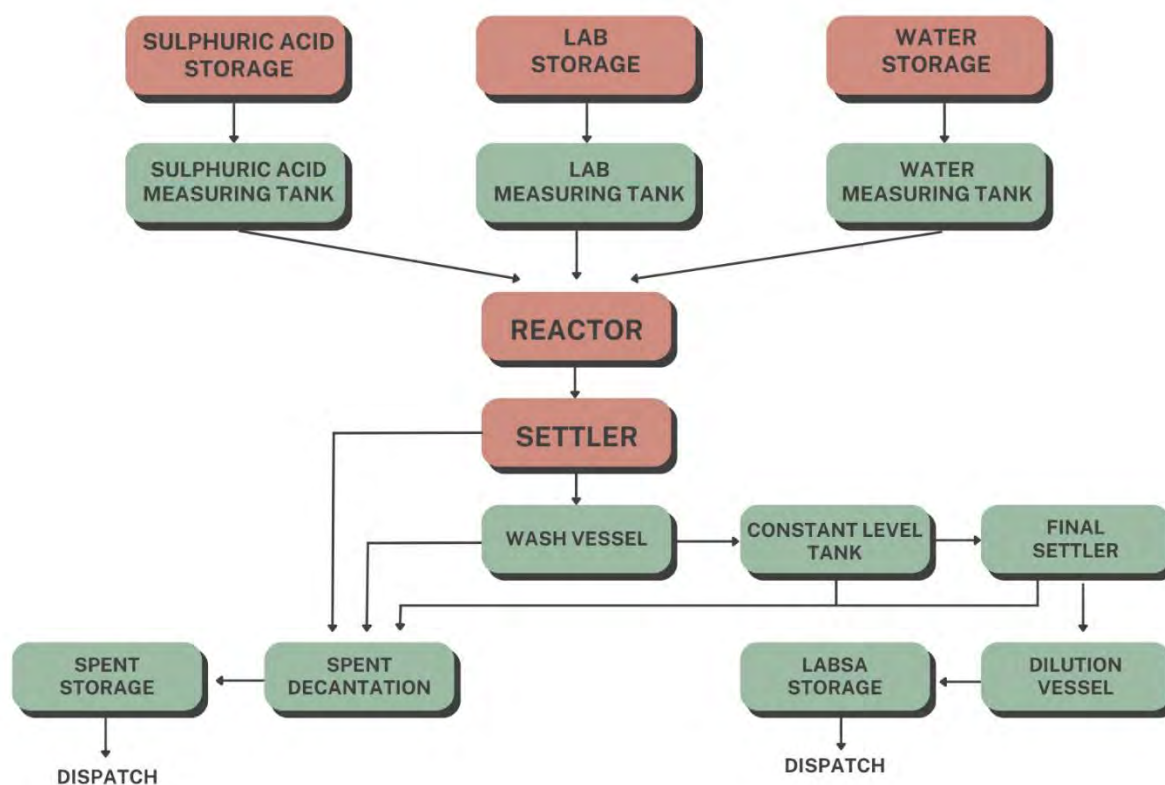 SULPHURIC ACID
STORAGE
LAB
STORAGE
WATER
STORAGE
SULPHURIC ACID
MEASURING TANK
LAB
MEASURING TANK
WATER
MEASURING TANK
REACTOR
SETTLER
WASH VESSEL
CONSTANT LEVEL
TANK
FINAL
SETTLER
SPENT
STORAGE
SPENT
DECANTATION
LABSA
STORAGE
DILUTION
VESSEL
DISPATCH
DISPATCH